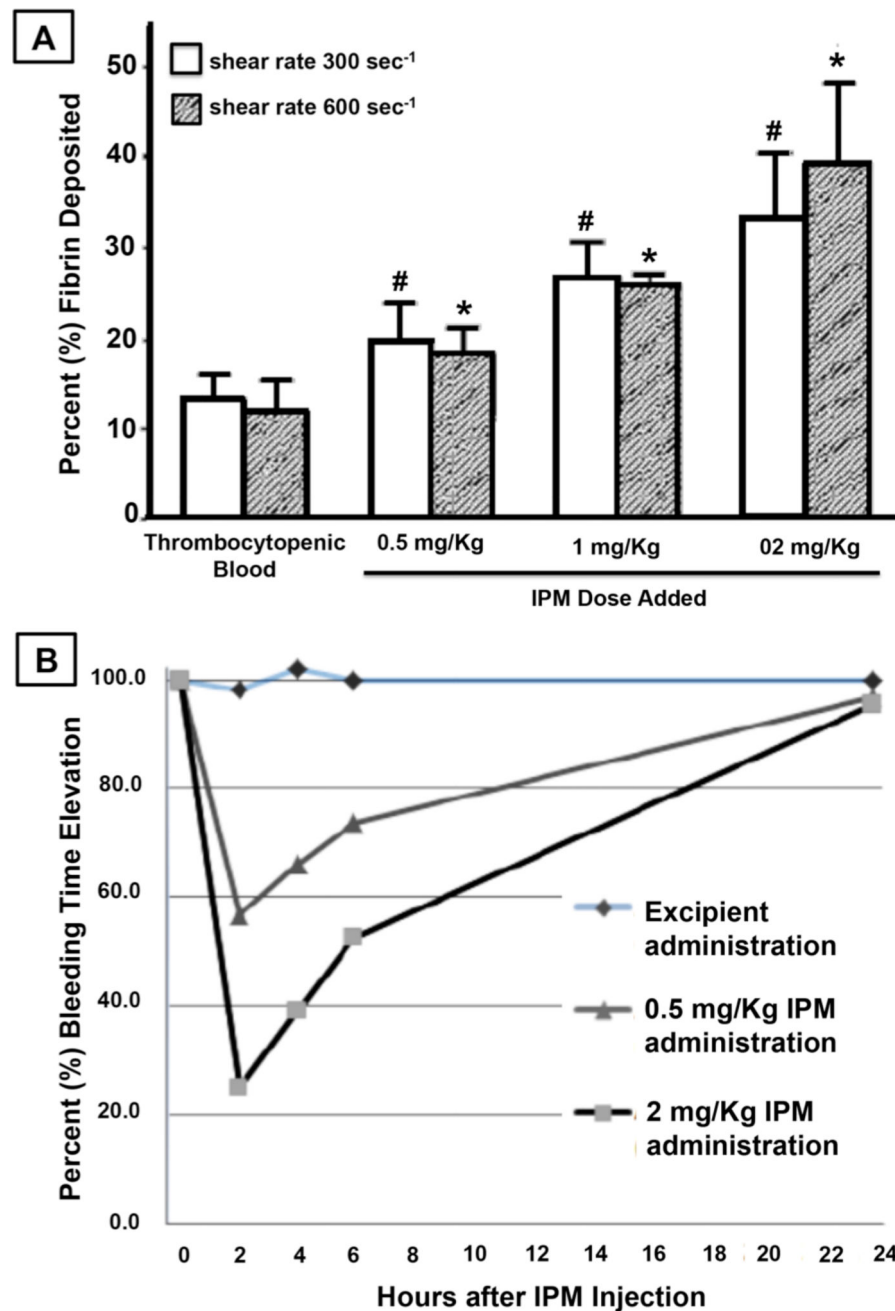 A
shear rate 300 sec-1
shear rate 600 sec-1
Percent (%) Fibrin Deposited
50
40
30
20
10
0
#
*
#
*
#
*
Thrombocytopenic
Blood
0.5 mg/Kg
1 mg/Kg
02 mg/Kg
IPM Dose Added
B
Percent (%) Bleeding Time Elevation
100.0
80.0
60.0
40.0
20.0
0.0
Excipient
administration
0.5 mg/Kg IPM
administration
2 mg/Kg IPM
administration
0 2 4 6 8 10 12 14 16 18 20 22 24
Hours after IPM Injection